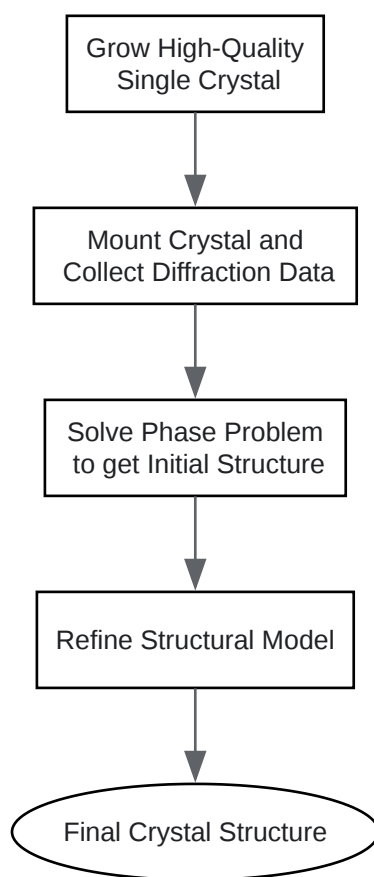 Grow High-Quality
Single Crystal
Mount Crystal and
Collect Diffraction Data
Solve Phase Problem
to get Initial Structure
Refine Structural Model
Final Crystal Structure